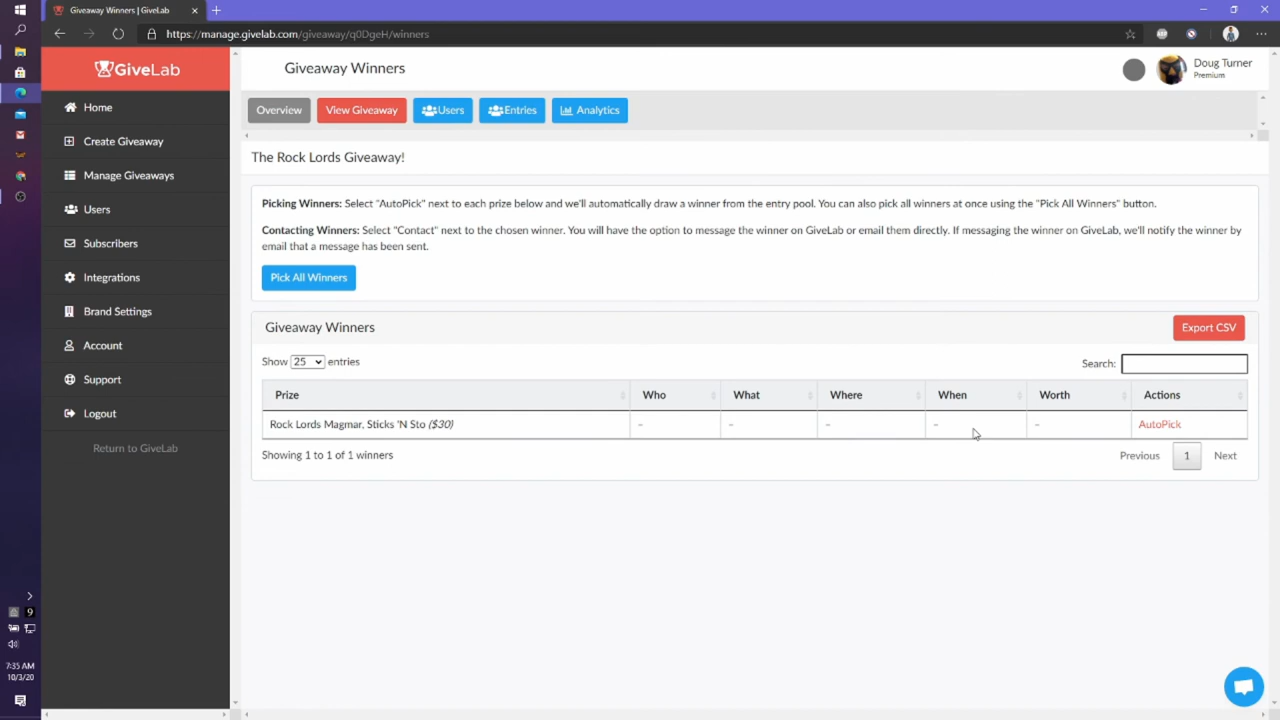 Giveaway Winners | GiveLab
https://manage.givelab.com/giveaway/q0DgeH/winners
GiveLab
Giveaway Winners
Doug Turner
Premium
Home
Create Giveaway
Manage Giveaways
Users
Subscribers
Integrations
Brand Settings
Account
Support
Logout
Return to GiveLab
Overview
View Giveaway
Users
Entries
Analytics
The Rock Lords Giveaway!
Picking Winners: Select "AutoPick" next to each prize below and we'll automatically draw a winner from the entry pool. You can also pick all winners at once using the "Pick All Winners" button.
Contacting Winners: Select "Contact" next to the chosen winner. You will have the option to message the winner on GiveLab or email them directly. If messaging the winner on GiveLab, we'll notify the winner by
email that a message has been sent.
Pick All Winners
Giveaway Winners
Export CSV
Show 25 entries
Search:
Prize Who What Where When Worth Actions
Rock Lords Magmar, Sticks 'N Sto ($30) – – – – – AutoPick
Showing 1 to 1 of 1 winners
Previous 1 Next
9
7:35 AM
10/3/20